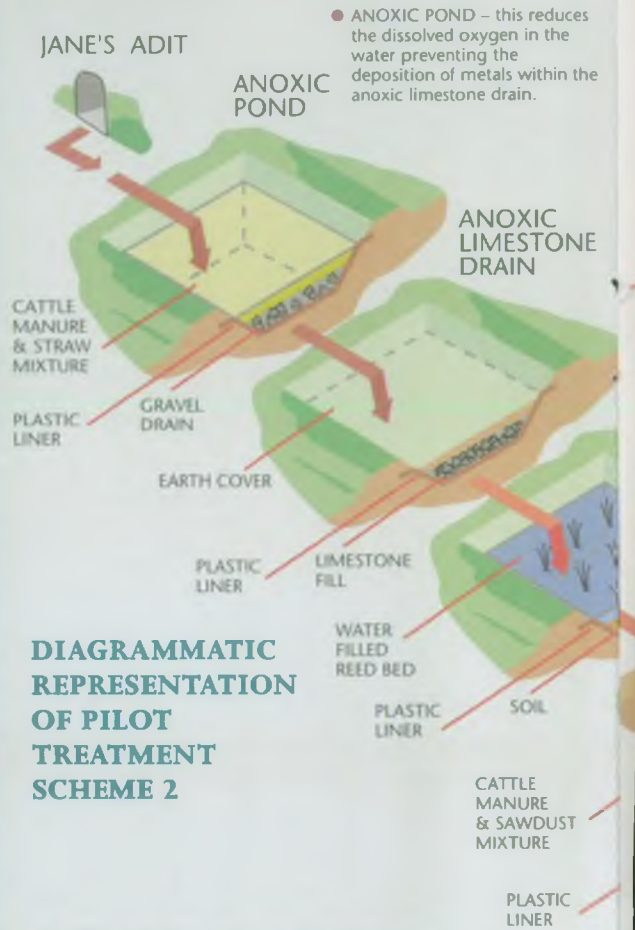 ● ANOXIC POND – this reduces
the dissolved oxygen in the
water preventing the
deposition of metals within the
anoxic limestone drain.
JANE'S ADIT
ANOXIC
POND
ANOXIC
LIMESTONE
DRAIN
CATTLE
MANURE
& STRAW
MIXTURE
PLASTIC
LINER
GRAVEL
DRAIN
EARTH COVER
PLASTIC
LINER
LIMESTONE
FILL
WATER
FILLED
REED BED
PLASTIC
LINER
SOIL
DIAGRAMMATIC
REPRESENTATION
OF PILOT
TREATMENT
SCHEME 2
CATTLE
MANURE
& SAWDUST
MIXTURE
PLASTIC
LINER